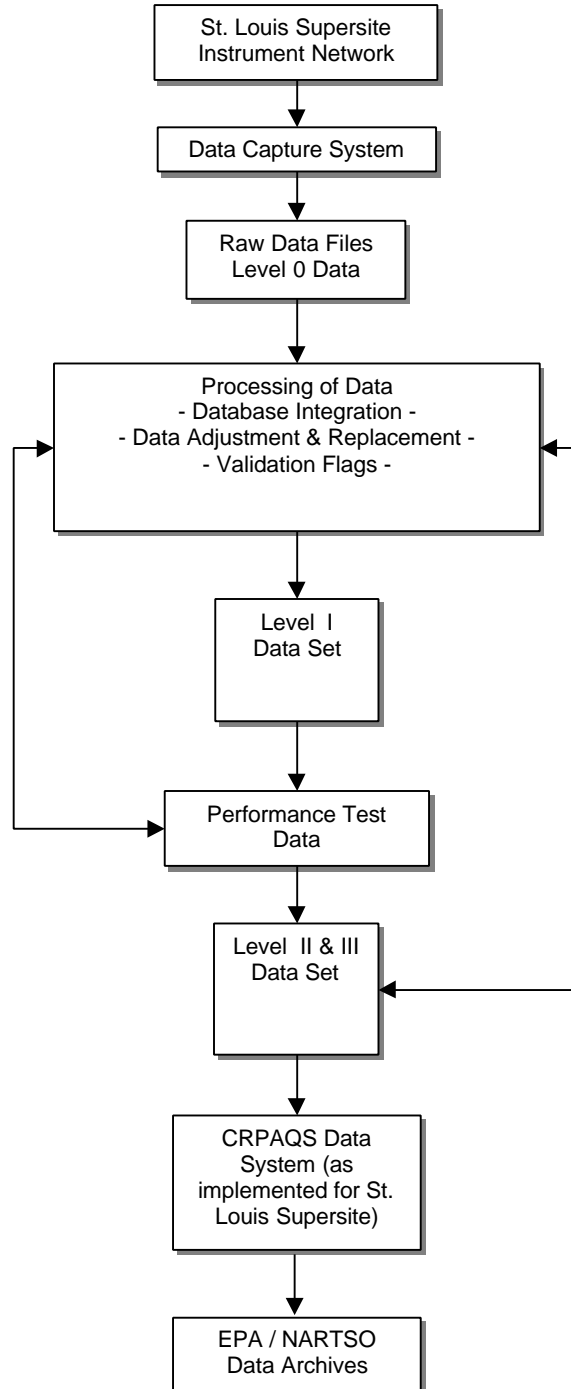 St. Louis Supersite
Instrument Network
Data Capture System
Raw Data Files
Level 0 Data
Processing of Data
- Database Integration -
- Data Adjustment & Replacement -
- Validation Flags -
Level I
Data Set
Performance Test
Data
Level II & III
Data Set
CRPAQS Data
System (as
implemented for St.
Louis Supersite)
EPA / NARTSO
Data Archives